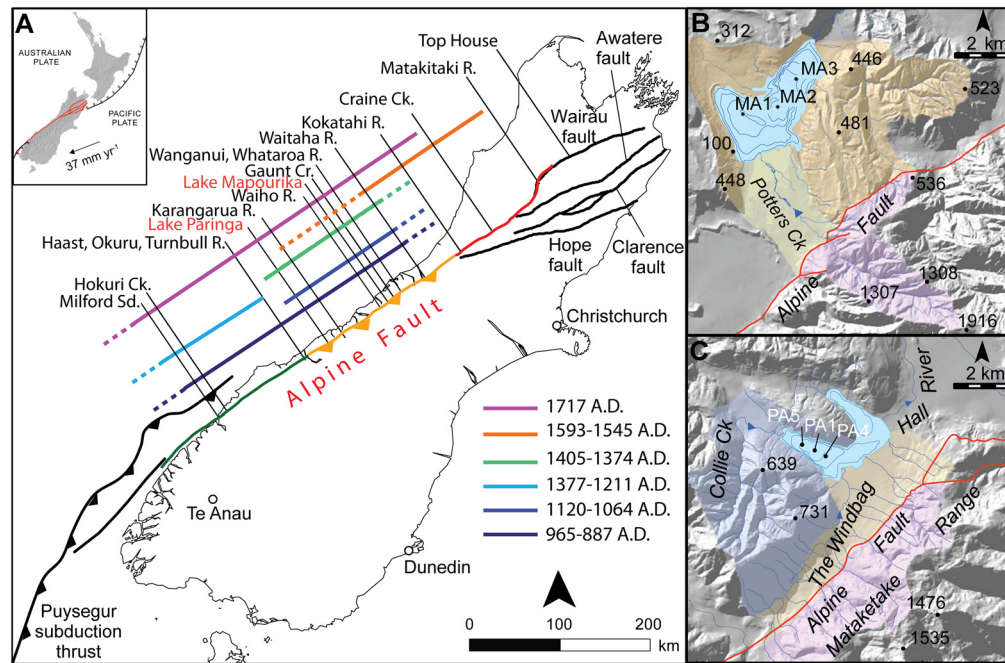 A
AUSTRALIAN
PLATE
PACIFIC
PLATE
37 mm yr⁻¹
Top House
Matakitaki R.
Craine Ck.
Kokatahi R.
Waitaha R.
Wanganui, Whataroa R.
Gaunt Cr.
Lake Mapourika
Waiho R.
Karangarua R.
Lake Paringa
Haast, Okuru, Turnbull R.
Hokuri Ck.
Milford Sd.
Awatere
fault
Wairau
fault
Hope
fault
Clarence
fault
Christchurch
Alpine Fault
Te Anau
Dunedin
Puysegur
subduction
thrust
1717 A.D.
1593-1545 A.D.
1405-1374 A.D.
1377-1211 A.D.
1120-1064 A.D.
965-887 A.D.
0 100 200
km
B
2 km
312
446
523
MA3
MA1
MA2
481
100
448
536
Potters Ck
Alpine Fault
1308
1307
1916
C
2 km
River
Hall
PA5
PA1
PA4
639
Collie Ck
731
The Windbag
Alpine Fault
Mataketake Range
1476
1535